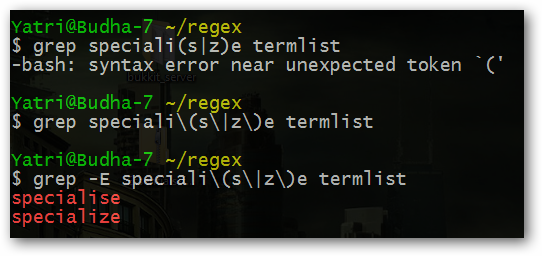 Yatri@Budha-7 ~/regex
$ grep speciali(s|z)e termlist
-bash: syntax error near unexpected token `('
bukkit_server
Yatri@Budha-7 ~/regex
$ grep speciali\(s\|z\)e termlist
Yatri@Budha-7 ~/regex
$ grep -E speciali\(s\|z\)e termlist
specialise
specialize